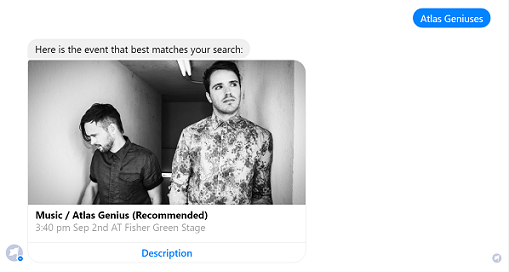 Atlas Geniuses
Here is the event that best matches your search:
Music / Atlas Genius (Recommended)
3:40 pm Sep 2nd AT Fisher Green Stage
Description